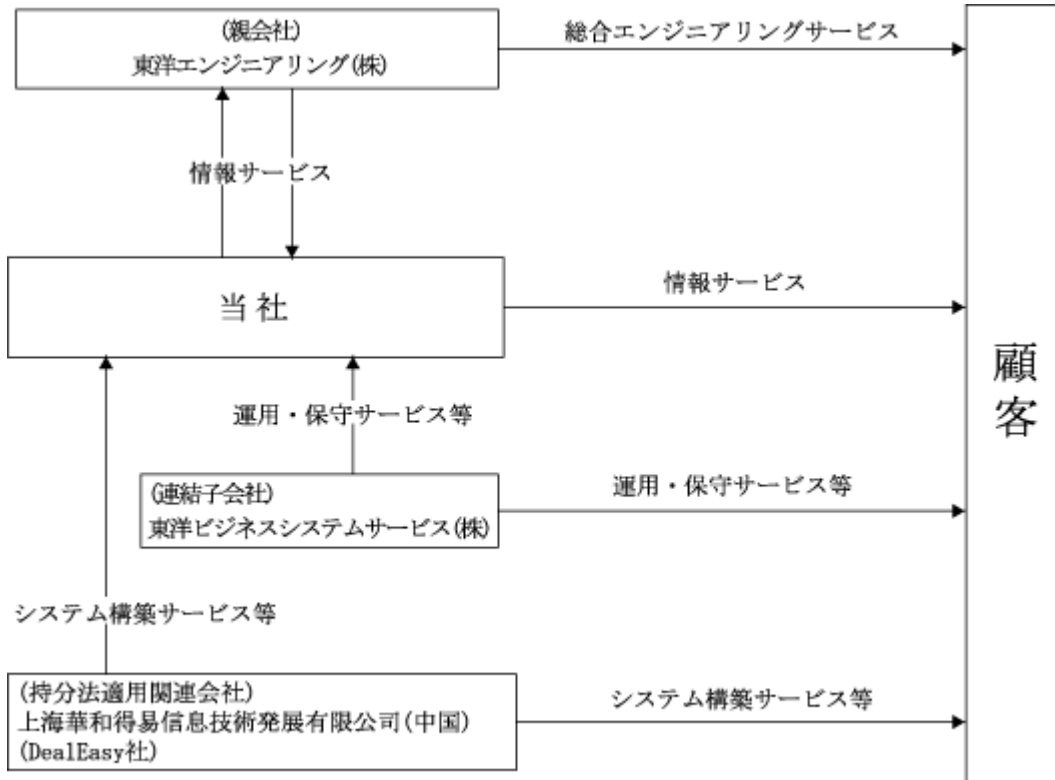 (親会社)
東洋エンジニアリング(株)
総合エンジニアリングサービス
情報サービス
当社
情報サービス
顧客
運用・保守サービス等
(連結子会社)
東洋ビジネスシステムサービス(株)
運用・保守サービス等
システム構築サービス等
(持分法適用関連会社)
上海華和得易信息技術発展有限公司(中国)
(DealEasy社)
システム構築サービス等